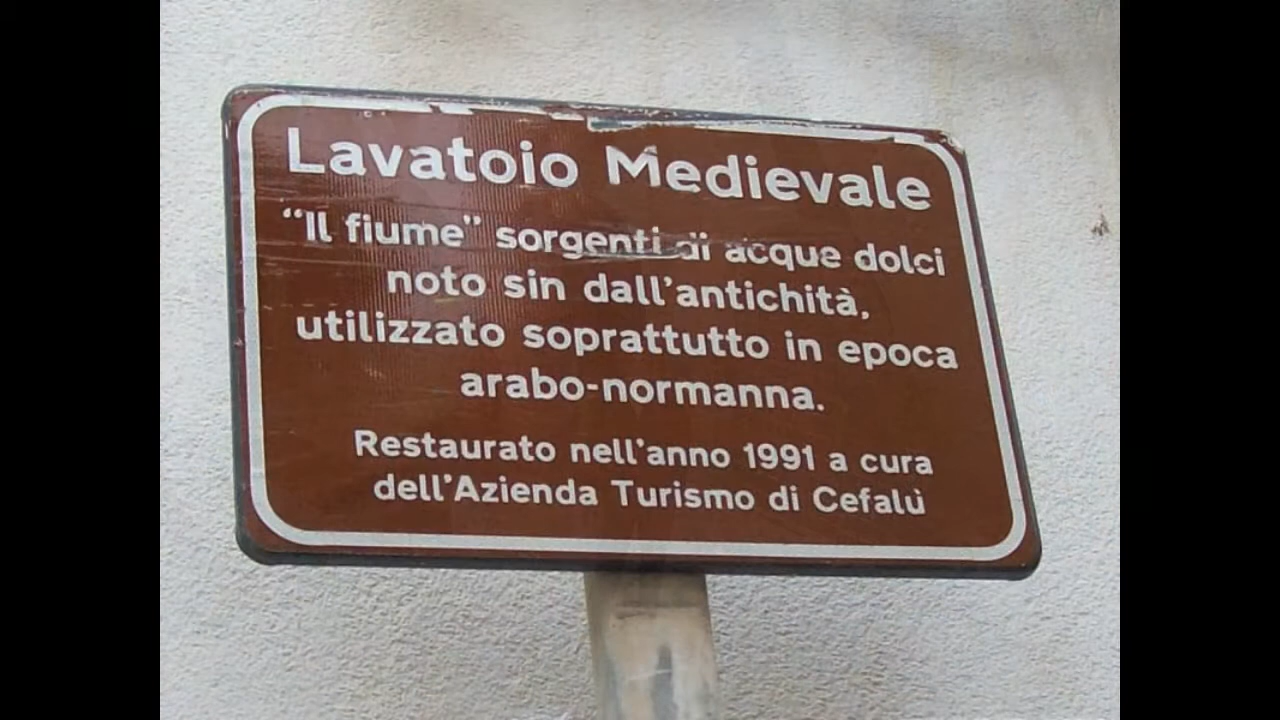 Lavatoio Medievale
“Il fiume” sorgenti di acque dolci
noto sin dall'antichità,
utilizzato soprattutto in epoca
arabo-normanna.
Restaurato nell'anno 1991 a cura
dell'Azienda Turismo di Cefalù